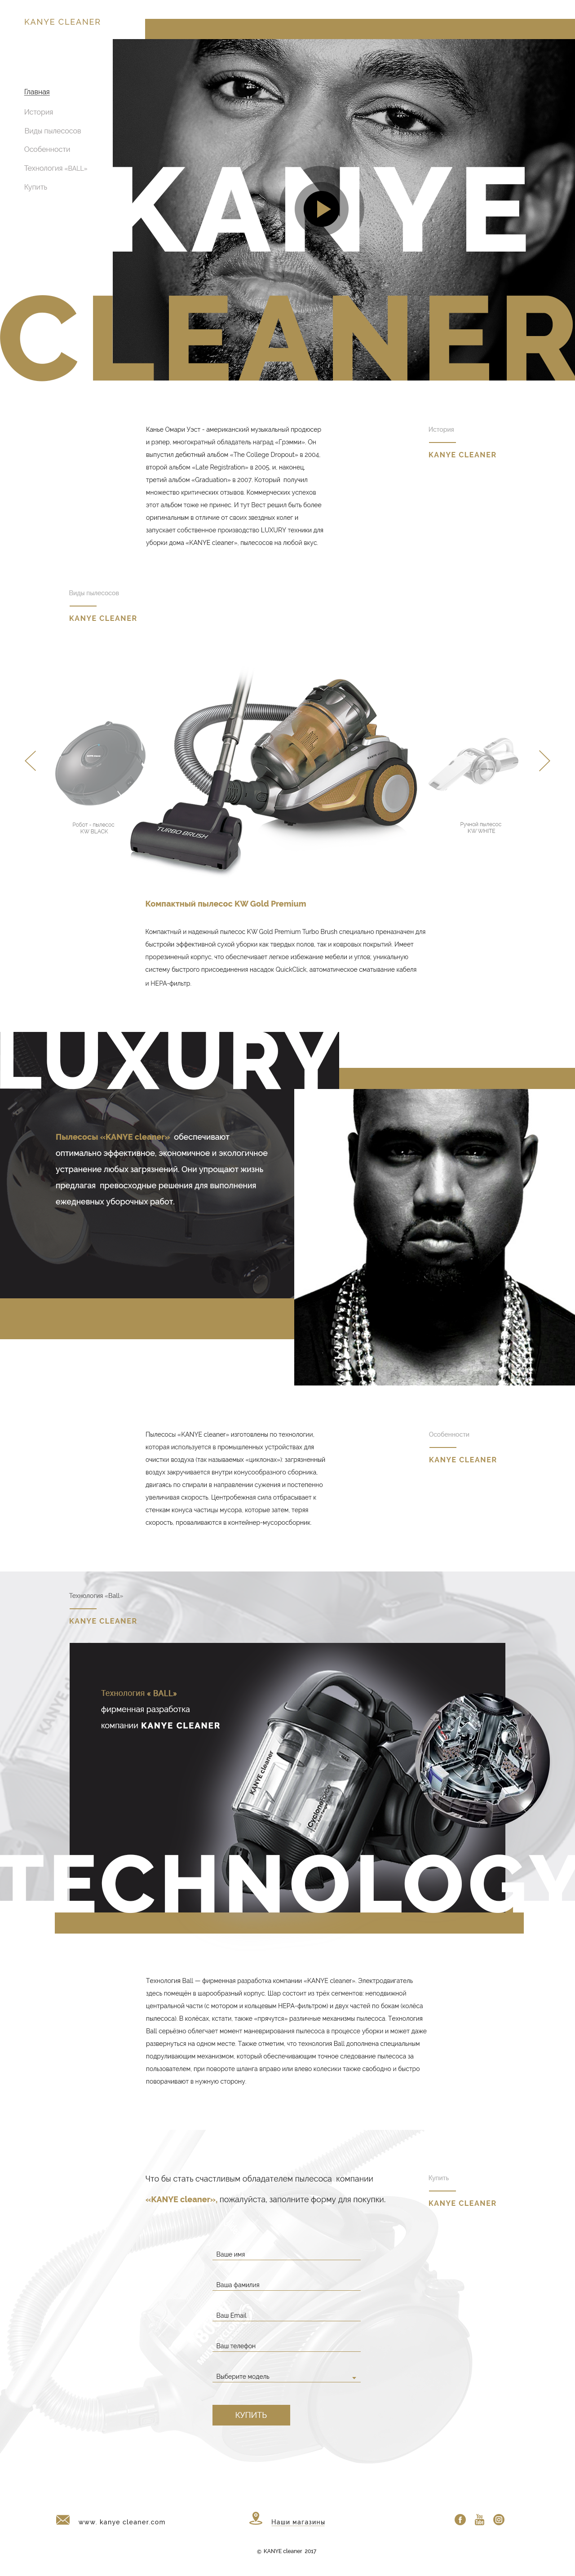 KANYE CLEANER
Главная
История
Виды пылесосов
Особенности
Технология «BALL»
Купить
KANYE
CLEANER
Канье Омари Уэст - американский музыкальный продюсер
и рэпер, многократный обладатель наград «Грэмми». Он
выпустил дебютный альбом «The College Dropout» в 2004,
второй альбом «Late Registration» в 2005, и, наконец,
третий альбом «Graduation» в 2007. Который получил
множество критических отзывов. Коммерческих успехов
этот альбом тоже не принес. И тут Вест решил быть более
оригинальным в отличие от своих звездных колег и
запускает собственное производство LUXURY техники для
уборки дома «KANYE cleaner», пылесосов на любой вкус.
История
KANYE CLEANER
Виды пылесосов
KANYE CLEANER
TURBO BRUSH
Робот - пылесос
KW BLACK
Ручной пылесос
KW WHITE
Компактный пылесос KW Gold Premium
Компактный и надежный пылесос KW Gold Premium Turbo Brush специально преназначен для
быстройи эффективной сухой уборки как твердых полов, так и ковровых покрытий. Имеет
прорезиненый корпус, что обеспечивает легкое избежание мебели и углов; уникальную
систему быстрого присоединения насадок QuickClick, автоматическое сматывание кабеля
и HEPA-фильтр.
LUXURY
Пылесосы «KANYE cleaner» обеспечивают
оптимально эффективное, экономичное и экологичное
устранение любых загрязнений. Они упрощают жизнь
предлагая превосходные решения для выполнения
ежедневных уборочных работ.
Пылесосы «KANYE cleaner» изготовлены по технологии,
которая используется в промышленных устройствах для
очистки воздуха (так называемых «циклонах»): загрязненный
воздух закручивается внутри конусообразного сборника,
двигаясь по спирали в направлении сужения и постепенно
увеличивая скорость. Центробежная сила отбрасывает к
стенкам конуса частицы мусора, которые затем, теряя
скорость, проваливаются в контейнер-мусоросборник.
Особенности
KANYE CLEANER
Технология «Ball»
KANYE CLEANER
Технология « BALL»
фирменная разработка
компании KANYE CLEANER
KANYE cleaner
TECHNOLOGY
Технология Ball — фирменная разработка компании «KANYE cleaner». Электродвигатель
здесь помещён в шарообразный корпус. Шар состоит из трёх сегментов: неподвижной
центральной части (с мотором и кольцевым HEPA-фильтром) и двух частей по бокам (колёса
пылесоса). В колёсах, кстати, также «прячутся» различные механизмы пылесоса. Технология
Ball серьёзно облегчает момент маневрирования пылесоса в процессе уборки и может даже
развернуться на одном месте. Также отметим, что технология Ball дополнена специальным
подруливающим механизмом, который обеспечивающим точное следование пылесоса за
пользователем, при повороте шланга вправо или влево колесики также свободно и быстро
поворачивают в нужную сторону.
Что бы стать счастливым обладателем пылесоса компании
«KANYE cleaner», пожалуйста, заполните форму для покупки.
Купить
KANYE CLEANER
Ваше имя
Ваша фамилия
Ваш Email
Ваш телефон
Выберите модель
КУПИТЬ
www. kanye cleaner.com
Наши магазины
© KANYE cleaner 2017